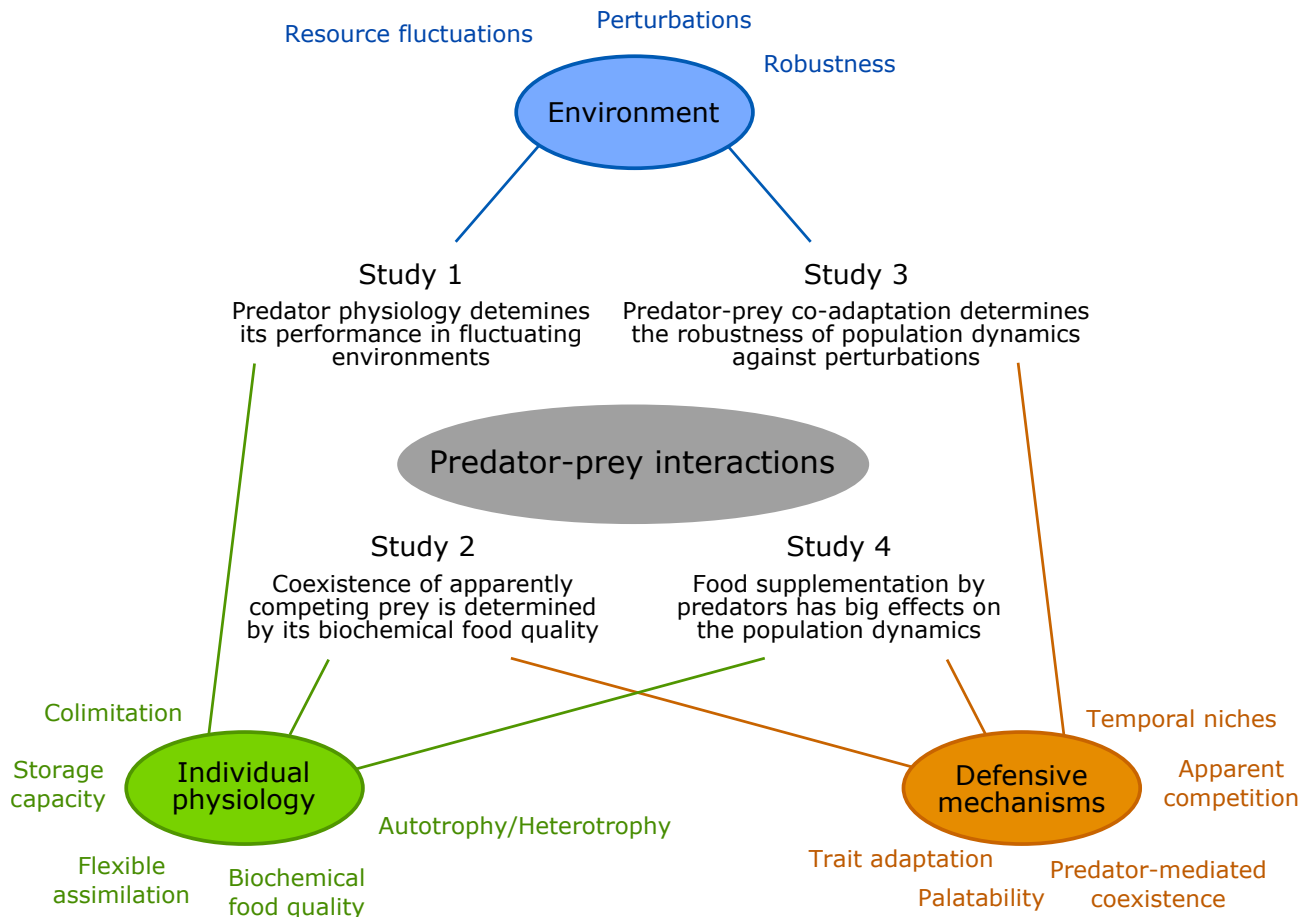 Perturbations
Resource fluctuations
Robustness
Environment
Study 1
Predator physiology detemines
its performance in fluctuating
environments
Study 3
Predator-prey co-adaptation determines
the robustness of population dynamics
against perturbations
Predator-prey interactions
Study 2
Coexistence of apparently
competing prey is determined
by its biochemical food quality
Study 4
Food supplementation by
predators has big effects on
the population dynamics
Colimitation
Storage
capacity
Individual
physiology
Autotrophy/Heterotrophy
Flexible
assimilation
Biochemical
food quality
Temporal niches
Defensive
mechanisms
Apparent
competition
Trait adaptation
Palatability
Predator-mediated
coexistence